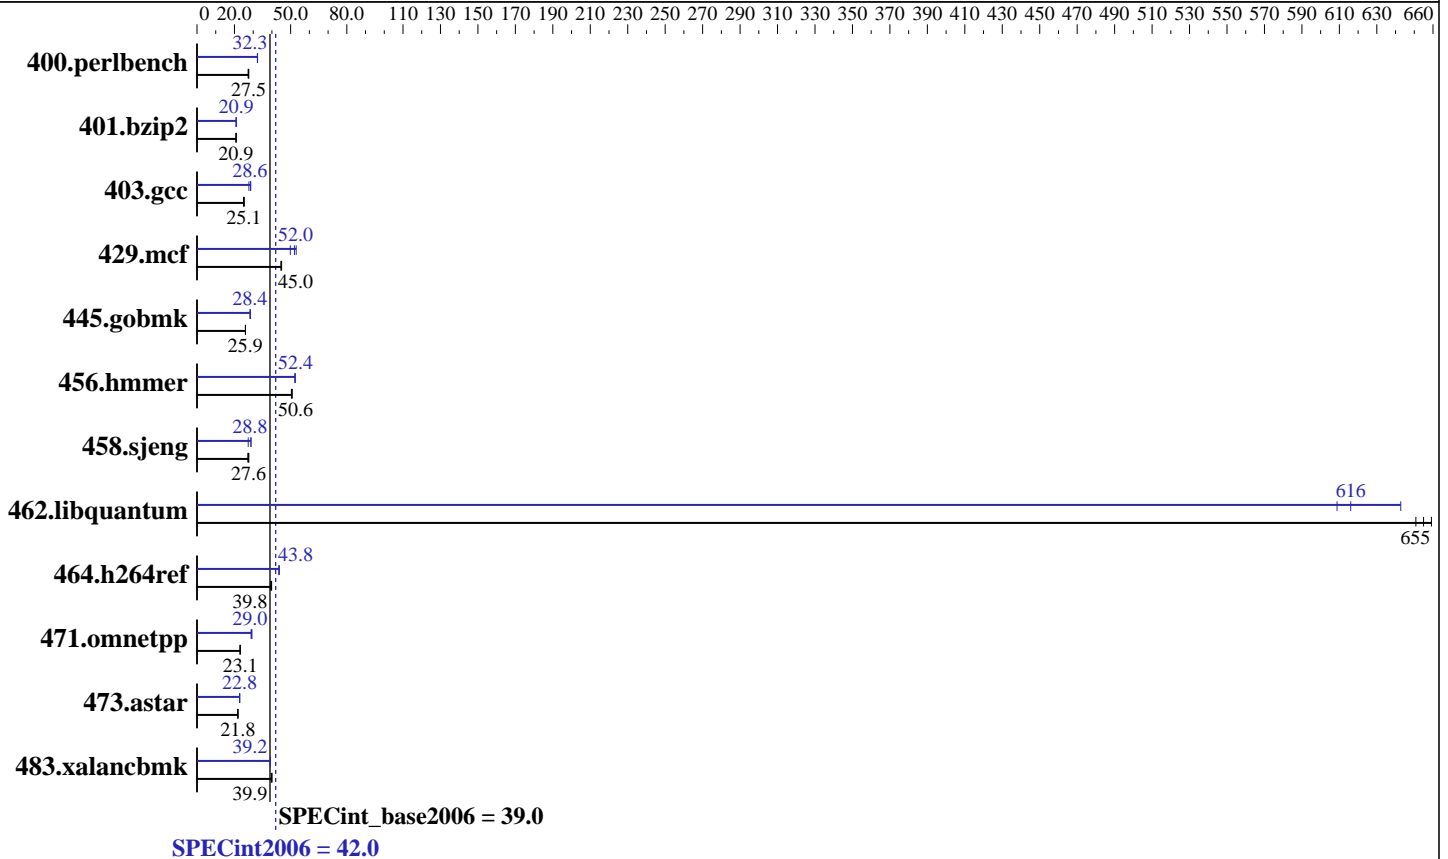 0 20.0 50.0 80.0 110 130 150 170 190 210 230 250 270 290 310 330 350 370 390 410 430 450 470 490 510 530 550 570 590 610 630 660
32.3
400.perlbench
27.5
20.9
401.bzip2
20.9
28.6
403.gcc
25.1
52.0
429.mcf
45.0
28.4
445.gobmk
25.9
52.4
456.hmmer
50.6
28.8
458.sjeng
27.6
616
462.libquantum
655
43.8
464.h264ref
39.8
29.0
471.omnetpp
23.1
22.8
473.astar
21.8
39.2
483.xalancbmk
39.9
SPECint_base2006 = 39.0
SPECint2006 = 42.0